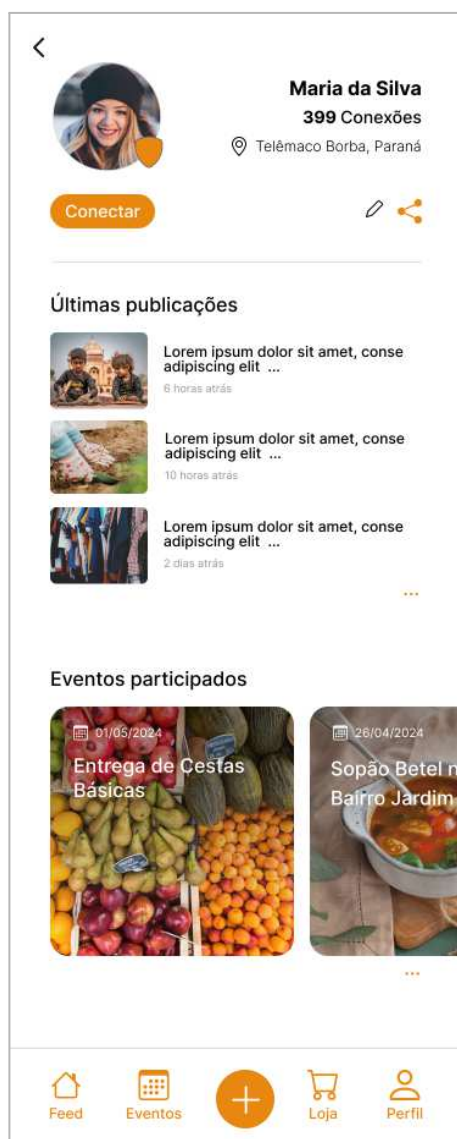 Maria da Silva
399 Conexões
Telêmaco Borba, Paraná
Conectar
Últimas publicações
Lorem ipsum dolor sit amet, conse
adipiscing elit ...
6 horas atrás
Lorem ipsum dolor sit amet, conse
adipiscing elit ...
10 horas atrás
Lorem ipsum dolor sit amet, conse
adipiscing elit ...
2 dias atrás
...
Eventos participados
01/05/2024
Entrega de Cestas
Básicas
26/04/2024
Sopão Betel n
Bairro Jardim
...
Feed
Eventos
Loja
Perfil